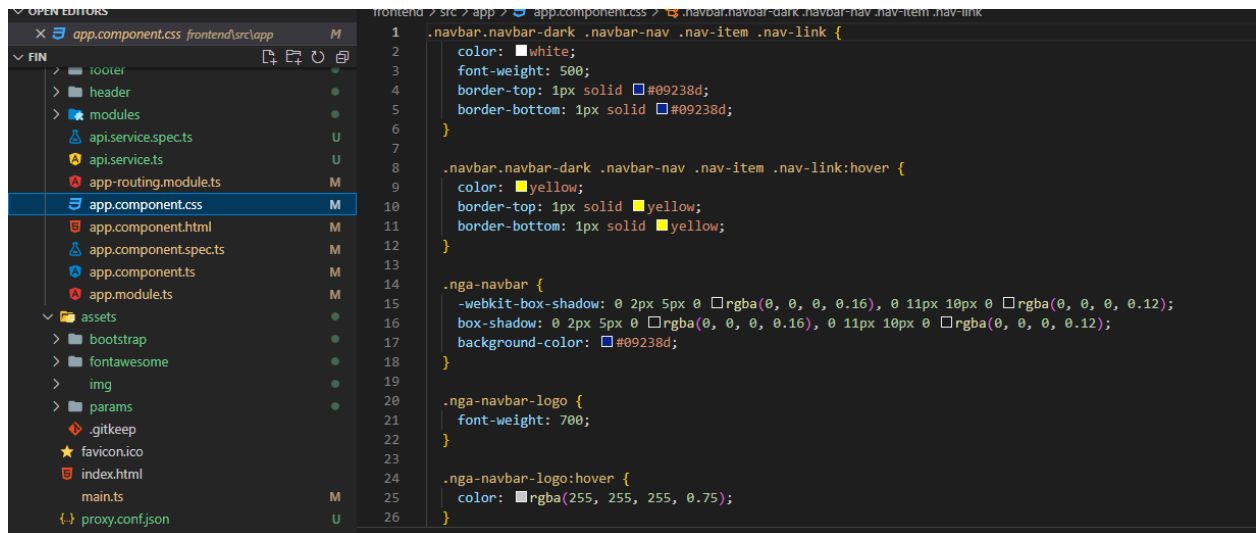 OPEN EDITORS
app.component.css frontend\src\app M
FIN
footer
header
modules
api.service.spec.ts U
api.service.ts U
app-routing.module.ts M
app.component.css M
app.component.html M
app.component.spec.ts M
app.component.ts M
app.module.ts M
assets
bootstrap
fontawesome
img
params
.gitkeep
favicon.ico
index.html
main.ts M
{..} proxy.conf.json U
frontend > src > app > app.component.css > .navbar.navbar-dark .navbar-nav .nav-item .nav-link
1 .navbar.navbar-dark .navbar-nav .nav-item .nav-link {
2 color: white;
3 font-weight: 500;
4 border-top: 1px solid #09238d;
5 border-bottom: 1px solid #09238d;
6 }
7
8 .navbar.navbar-dark .navbar-nav .nav-item .nav-link:hover {
9 color: yellow;
10 border-top: 1px solid yellow;
11 border-bottom: 1px solid yellow;
12 }
13
14 .nga-navbar {
15 -webkit-box-shadow: 0 2px 5px 0 rgba(0, 0, 0, 0.16), 0 11px 10px 0 rgba(0, 0, 0, 0.12);
16 box-shadow: 0 2px 5px 0 rgba(0, 0, 0, 0.16), 0 11px 10px 0 rgba(0, 0, 0, 0.12);
17 background-color: #09238d;
18 }
19
20 .nga-navbar-logo {
21 font-weight: 700;
22 }
23
24 .nga-navbar-logo:hover {
25 color: rgba(255, 255, 255, 0.75);
26 }